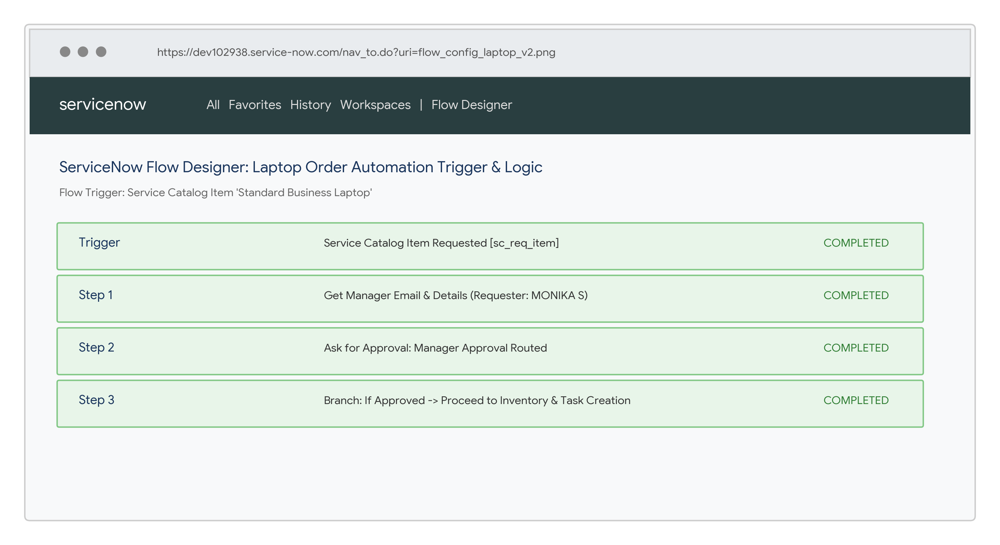 https://dev102938.service-now.com/nav_to.do?uri=flow_config_laptop_v2.png
servicenow All Favorites History Workspaces | Flow Designer
ServiceNow Flow Designer: Laptop Order Automation Trigger & Logic
Flow Trigger: Service Catalog Item 'Standard Business Laptop'
Trigger Service Catalog Item Requested [sc_req_item] COMPLETED
Step 1 Get Manager Email & Details (Requester: MONIKA S) COMPLETED
Step 2 Ask for Approval: Manager Approval Routed COMPLETED
Step 3 Branch: If Approved -> Proceed to Inventory & Task Creation COMPLETED